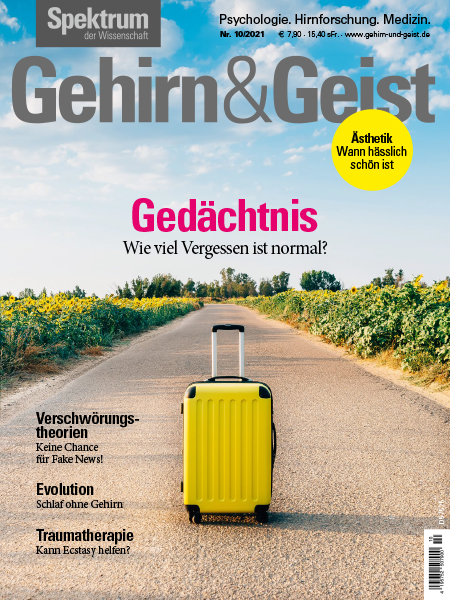 Spektrum
der Wissenschaft
Psychologie. Hirnforschung. Medizin.
Nr. 10/2021 € 7,90 · 15,40 sFr. · www.gehirn-und-geist.de
Gehirn&Geist
Ästhetik
Wann hässlich
schön ist
Gedächtnis
Wie viel Vergessen ist normal?
Verschwörungs-
theorien
Keine Chance
für Fake News!
Evolution
Schlaf ohne Gehirn
Traumatherapie
Kann Ecstasy helfen?